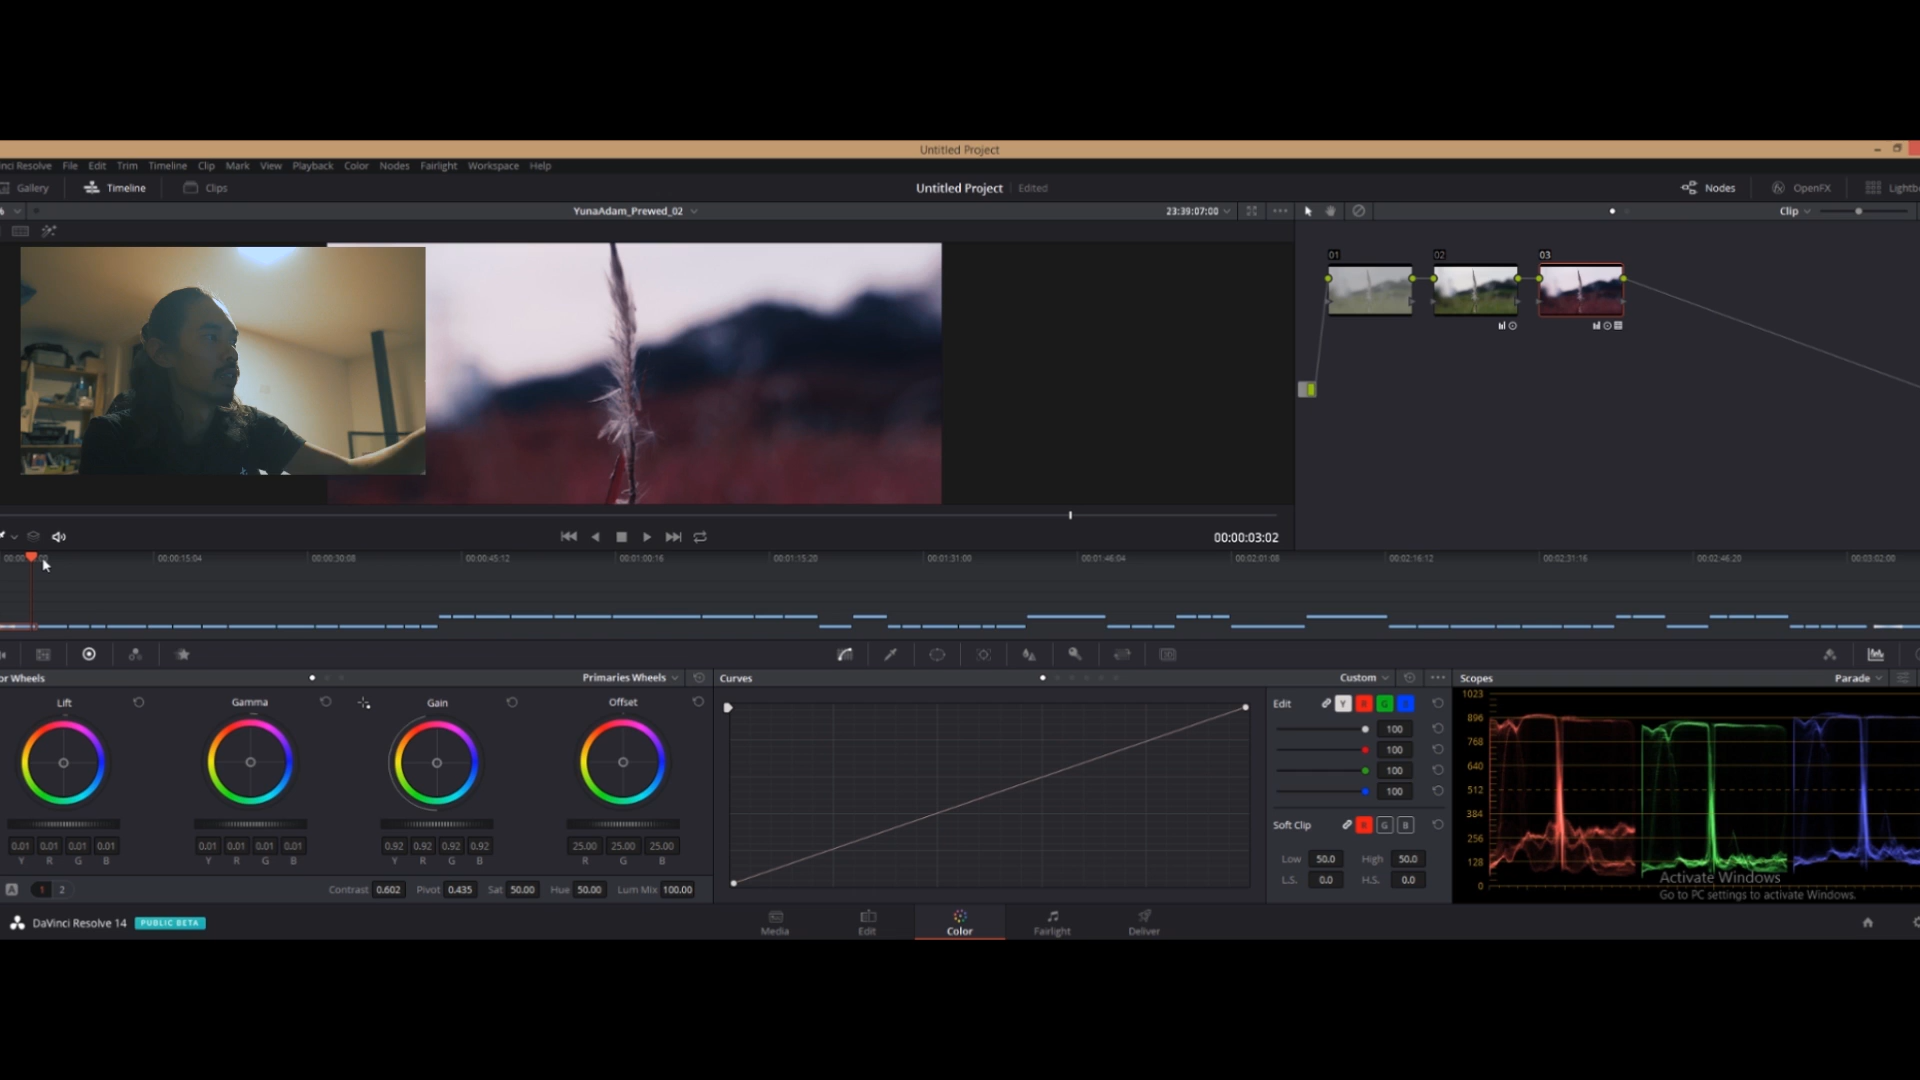 Untitled Project
nci Resolve File Edit Trim Timeline Clip Mark View Playback Color Nodes Fairlight Workspace Help
Gallery Timeline Clips Untitled Project Edited Nodes OpenFX Lightb
% YunaAdam_Prewed_02 23:39:07:00 Clip
01 02 03
00:00:03:02
00:00:15:04 00:00:30:08 00:00:45:12 00:01:00:16 00:01:15:20 00:01:31:00 00:01:46:04 00:02:01:08 00:02:16:12 00:02:31:16 00:02:46:20 00:03:02:00
or Wheels Primaries Wheels Curves Custom Scopes Parade
Lift Gamma Gain Offset
Edit Y R G B
100
100
100
100
Soft Clip R G B
Low 50.0 High 50.0
L.S. 0.0 H.S. 0.0
0.01 0.01 0.01 0.01 0.01 0.01 0.01 0.01 0.92 0.92 0.92 0.92 25.00 25.00 25.00
Y R G B Y R G B Y R G B R G B
A 1 2 Contrast 0.602 Pivot 0.435 Sat 50.00 Hue 50.00 Lum Mix 100.00
1023
896
768
640
512
384
256
128
0
Activate Windows
Go to PC settings to activate Windows.
DaVinci Resolve 14 PUBLIC BETA
Media Edit Color Fairlight Deliver